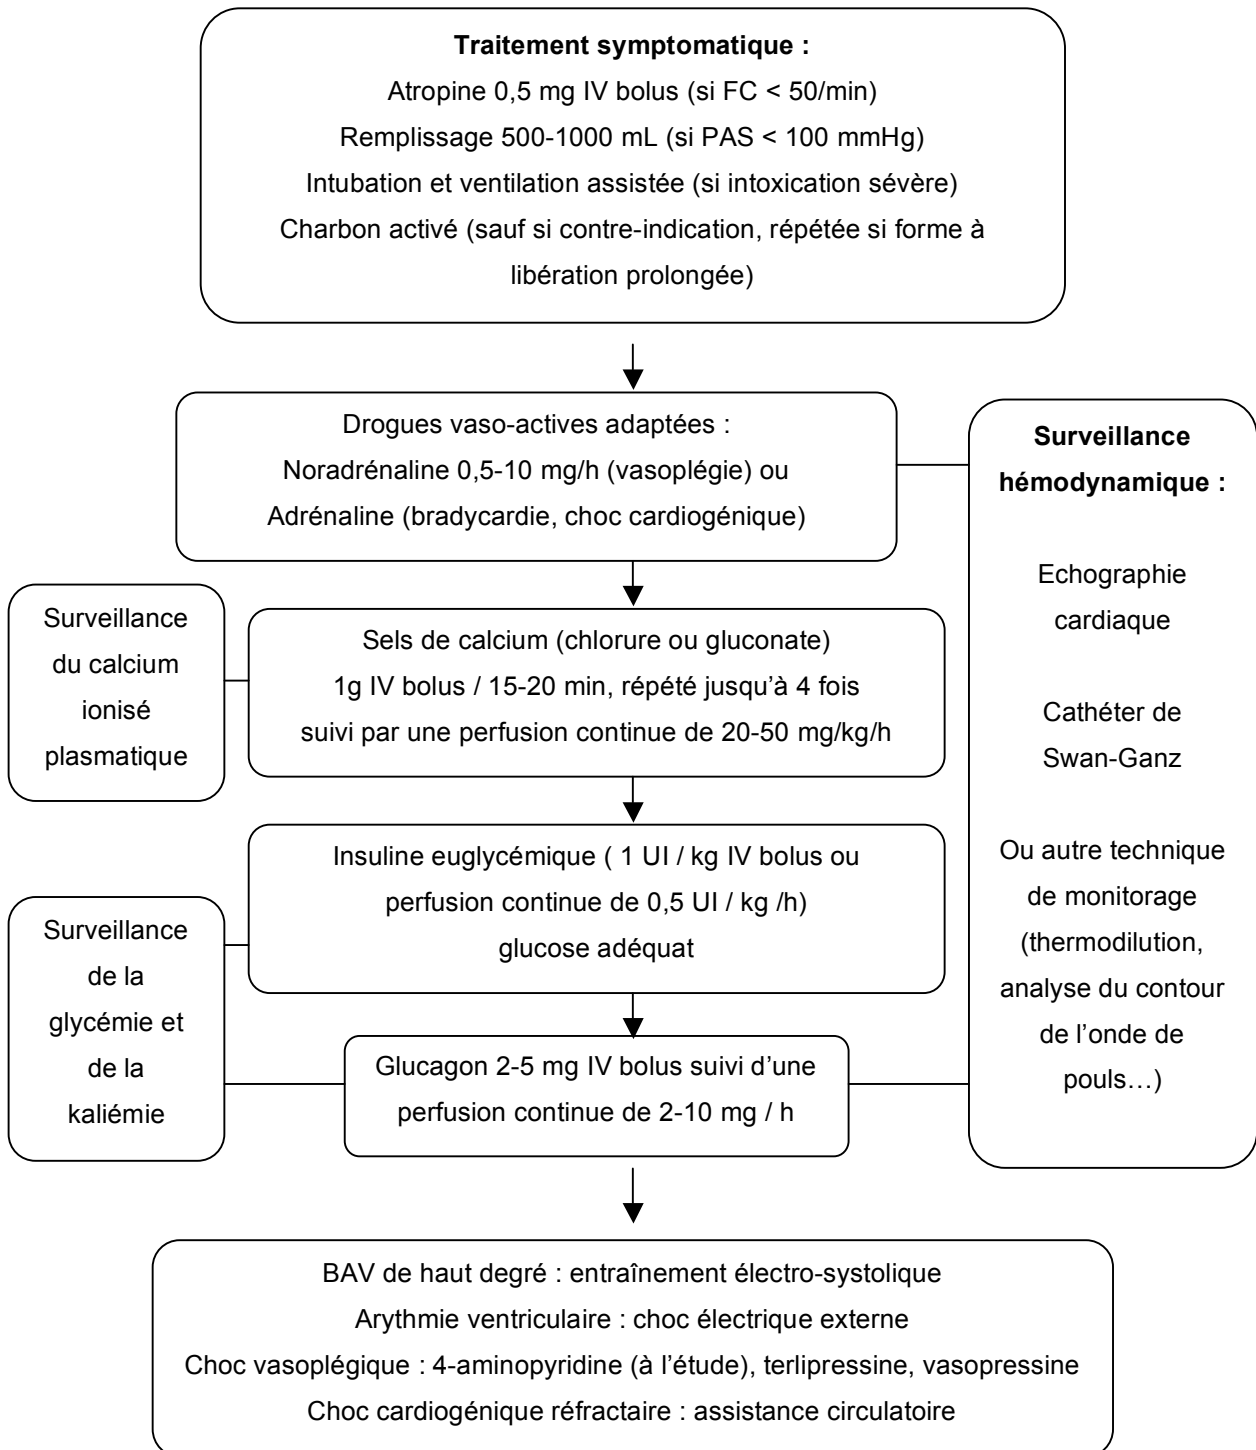 Traitement symptomatique :
Atropine 0,5 mg IV bolus (si FC < 50/min)
Remplissage 500-1000 mL (si PAS < 100 mmHg)
Intubation et ventilation assistée (si intoxication sévère)
Charbon activé (sauf si contre-indication, répétée si forme à
libération prolongée)
Drogues vaso-actives adaptées :
Noradrénaline 0,5-10 mg/h (vasoplégie) ou
Adrénaline (bradycardie, choc cardiogénique)
Surveillance
hémodynamique :
Echographie
cardiaque
Cathéter de
Swan-Ganz
Ou autre technique
de monitorage
(thermodilution,
analyse du contour
de l’onde de
pouls…)
Surveillance
du calcium
ionisé
plasmatique
Sels de calcium (chlorure ou gluconate)
1g IV bolus / 15-20 min, répété jusqu’à 4 fois
suivi par une perfusion continue de 20-50 mg/kg/h
Insuline euglycémique ( 1 UI / kg IV bolus ou
perfusion continue de 0,5 UI / kg /h)
glucose adéquat
Surveillance
de la
glycémie et
de la
kaliémie
Glucagon 2-5 mg IV bolus suivi d’une
perfusion continue de 2-10 mg / h
BAV de haut degré : entraînement électro-systolique
Arythmie ventriculaire : choc électrique externe
Choc vasoplégique : 4-aminopyridine (à l’étude), terlipressine, vasopressine
Choc cardiogénique réfractaire : assistance circulatoire